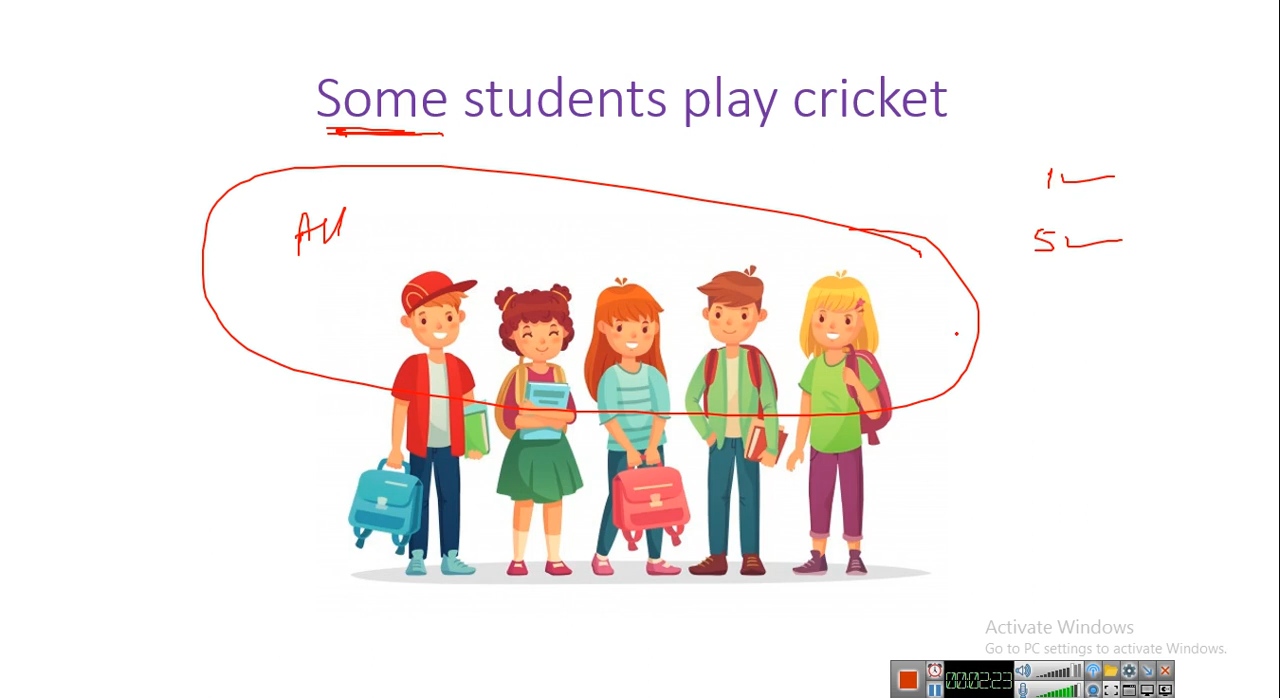 Some students play cricket
All
1
5
Activate Windows
Go to PC settings to activate Windows.
00:02:23